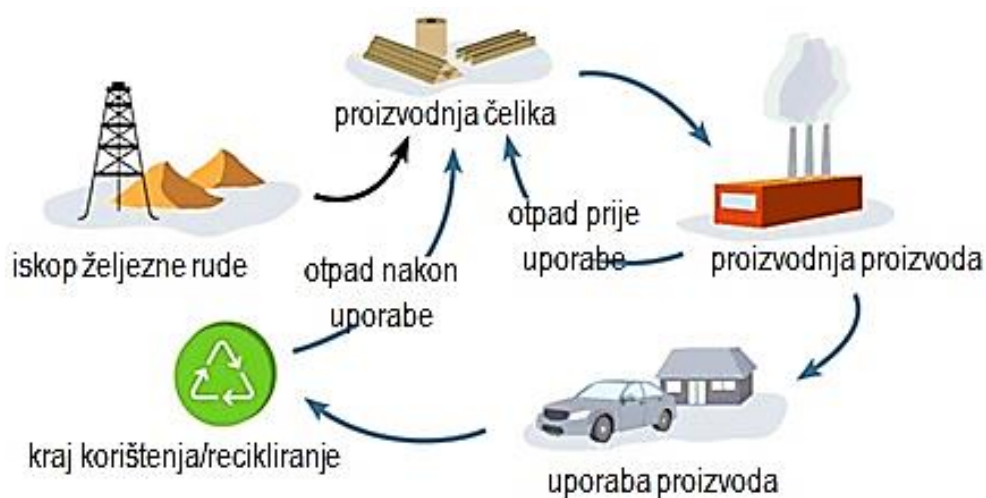 proizvodnja čelika
iskop željezne rude
otpad prije
uporabe
proizvodnja proizvoda
otpad nakon
uporabe
kraj korištenja/recikliranje
uporaba proizvoda